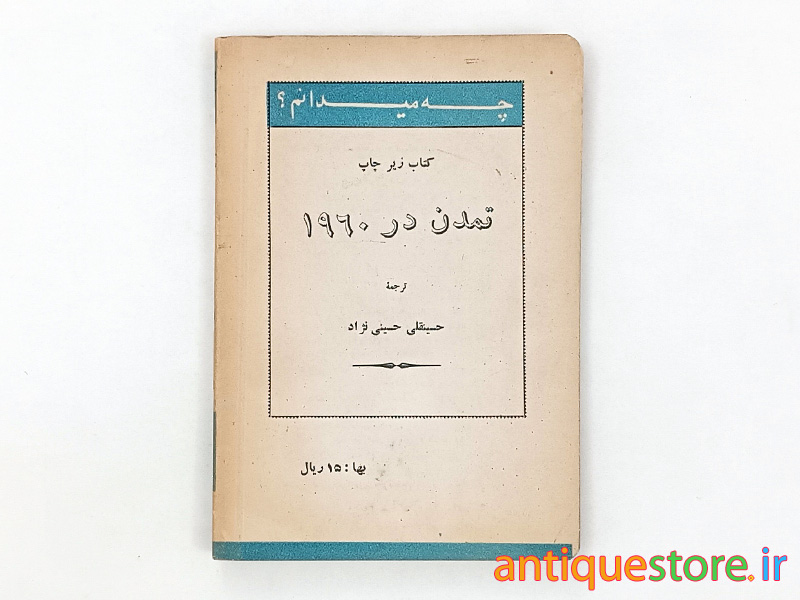 چه میدانم؟
کتاب زیر چاپ
تمدن در ۱۹۶۰
ترجمهٔ
حسینقلی حسینی نژاد
بها: ۱۵ ریال
antiquestore.ir